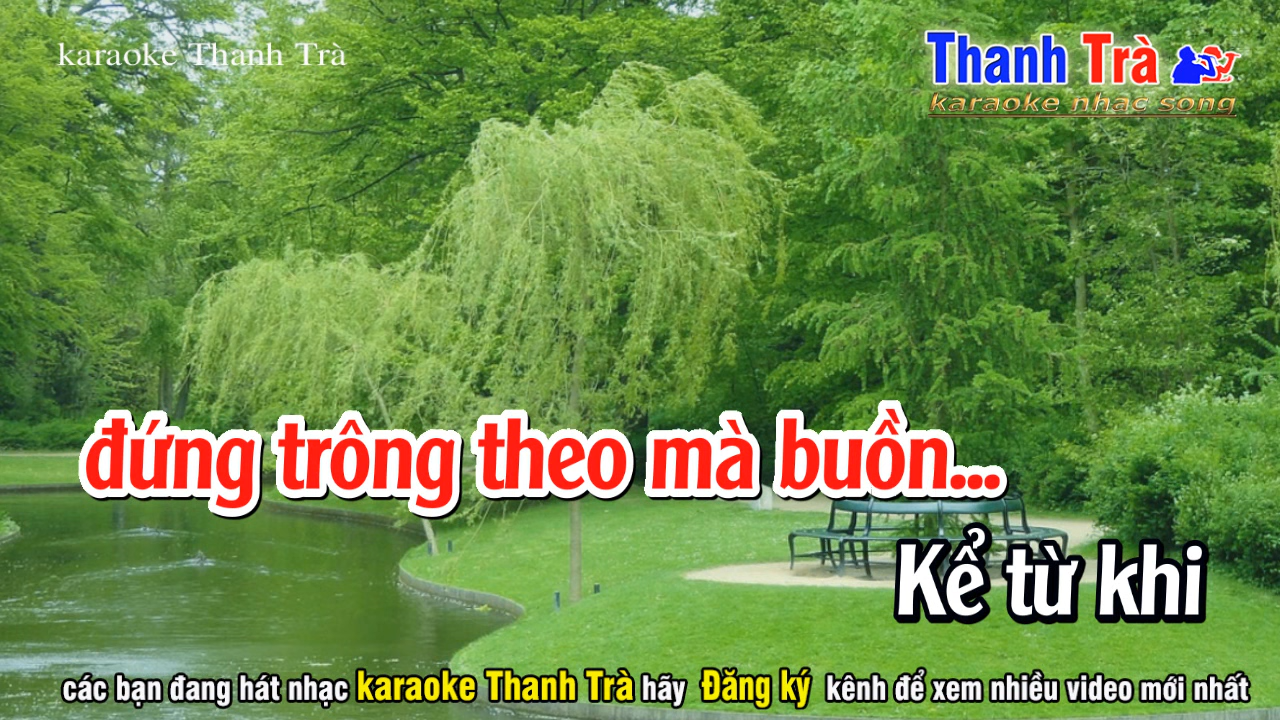 karaoke Thanh Trà
Thanh Trà
karaoke nhạc sống
đứng trông theo mà buồn...
Kể từ khi
các bạn đang hát nhạc karaoke Thanh Trà hãy Đăng ký kênh để xem nhiều video mới nhất